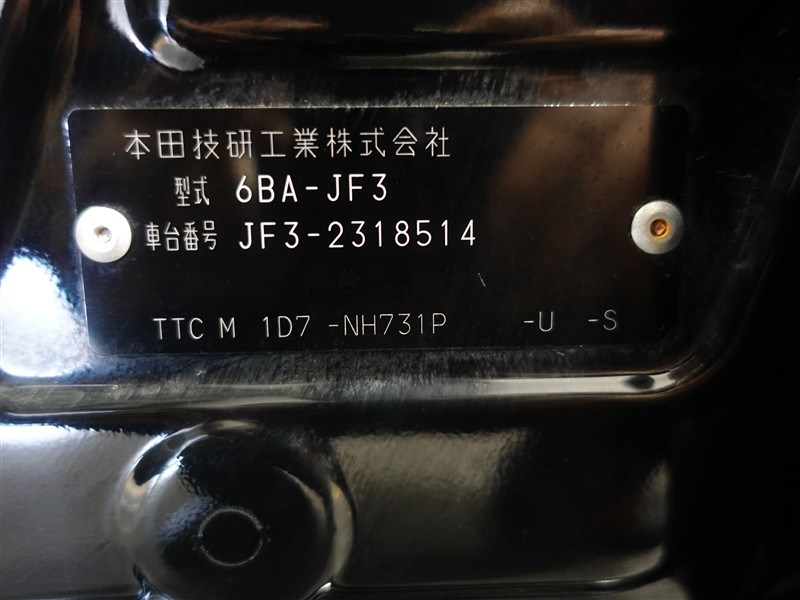 本田技研工業株式会社
型式 6BA-JF3
車台番号 JF3-2318514
TTC M 1D7 -NH731P -U -S